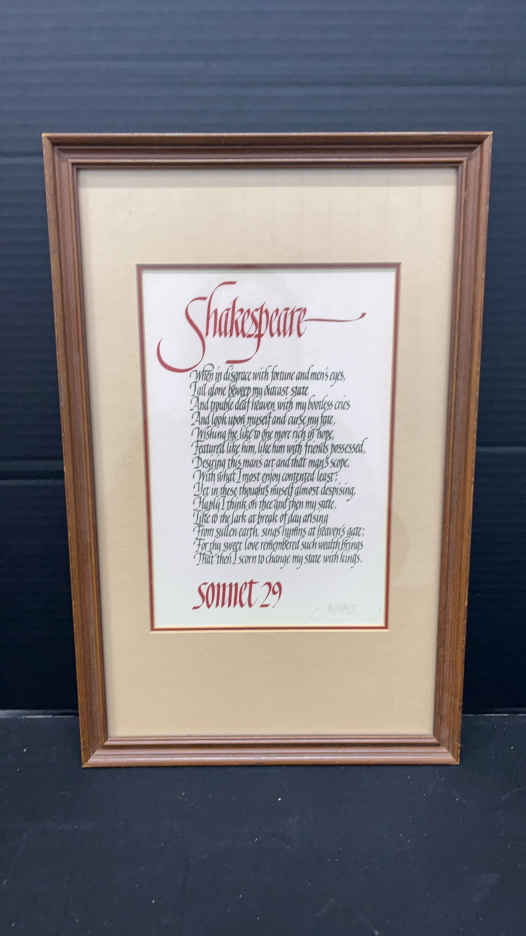 Shakespeare
When in disgrace with fortune and men's eyes,
I all alone beweep my outcast state
And trouble deaf heaven with my bootless cries
And look upon myself and curse my fate,
Wishing me like to one more rich in hope,
Featured like him, like him with friends possessed,
Desiring this man's art and that man's scope,
With what I most enjoy contented least;
Yet in these thoughts myself almost despising,
Haply I think on thee and then my state,
Like to the lark at break of day arising
From sullen earth, sings hymns at heaven's gate;
For thy sweet love remembered such wealth brings
That then I scorn to change my state with kings.
sonnet 29